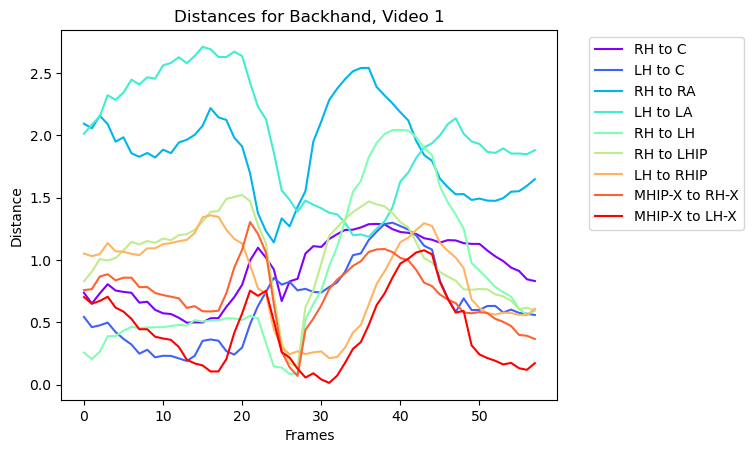 Distances for Backhand, Video 1
Distance
2.5
2.0
1.5
1.0
0.5
0.0
0 10 20 30 40 50
Frames
RH to C
LH to C
RH to RA
LH to LA
RH to LH
RH to LHIP
LH to RHIP
MHIP-X to RH-X
MHIP-X to LH-X